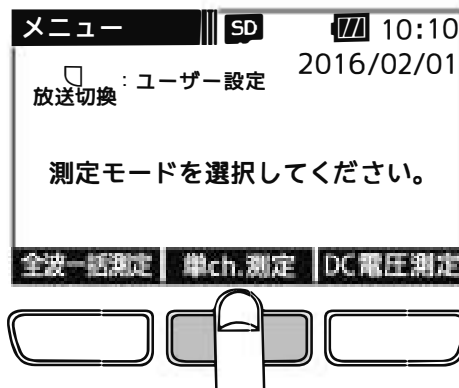 メニュー SD 10:10
2016/02/01
放送切換 : ユーザー設定
測定モードを選択してください。
全波一括測定 単ch.測定 DC電圧測定